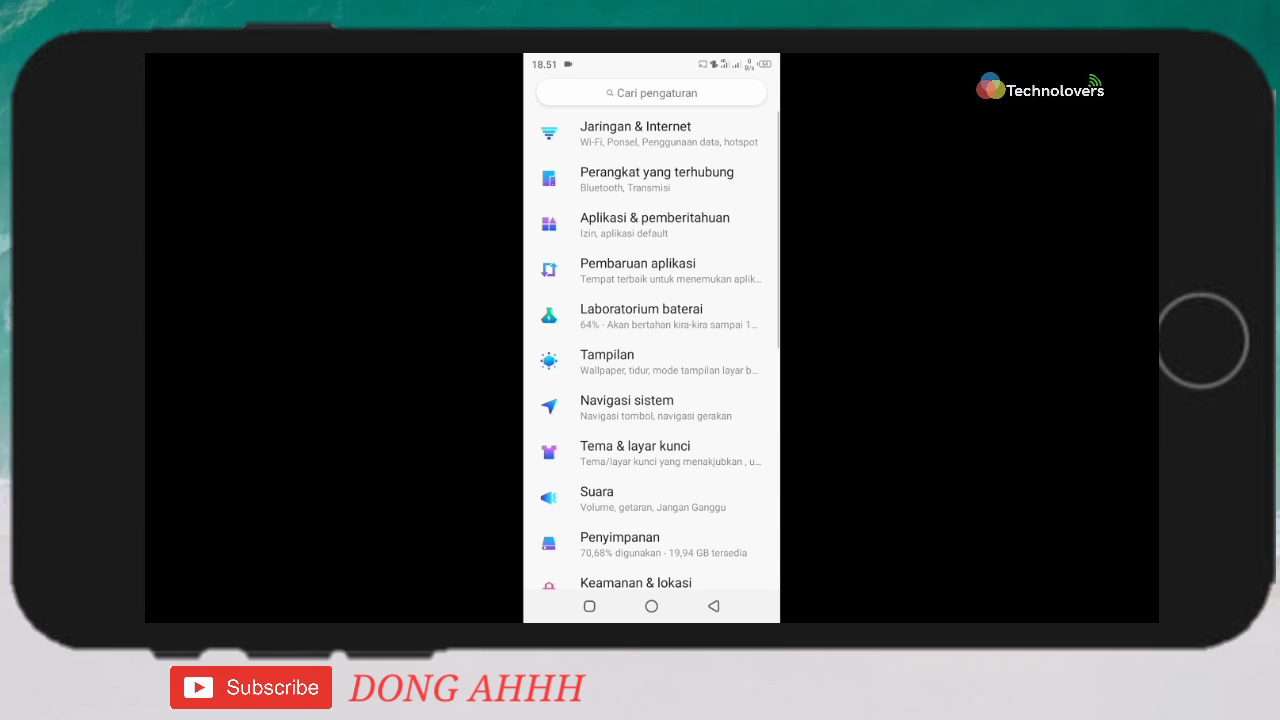 18.51
0
B/s
64
Technolovers
Cari pengaturan
Jaringan & Internet
Wi-Fi, Ponsel, Penggunaan data, hotspot
Perangkat yang terhubung
Bluetooth, Transmisi
Aplikasi & pemberitahuan
Izin, aplikasi default
Pembaruan aplikasi
Tempat terbaik untuk menemukan aplik...
Laboratorium baterai
64% - Akan bertahan kira-kira sampai 1...
Tampilan
Wallpaper, tidur, mode tampilan layar b...
Navigasi sistem
Navigasi tombol, navigasi gerakan
Tema & layar kunci
Tema/layar kunci yang menakjubkan , u...
Suara
Volume, getaran, Jangan Ganggu
Penyimpanan
70,68% digunakan - 19,94 GB tersedia
Keamanan & lokasi
Subscribe
DONG AHHH